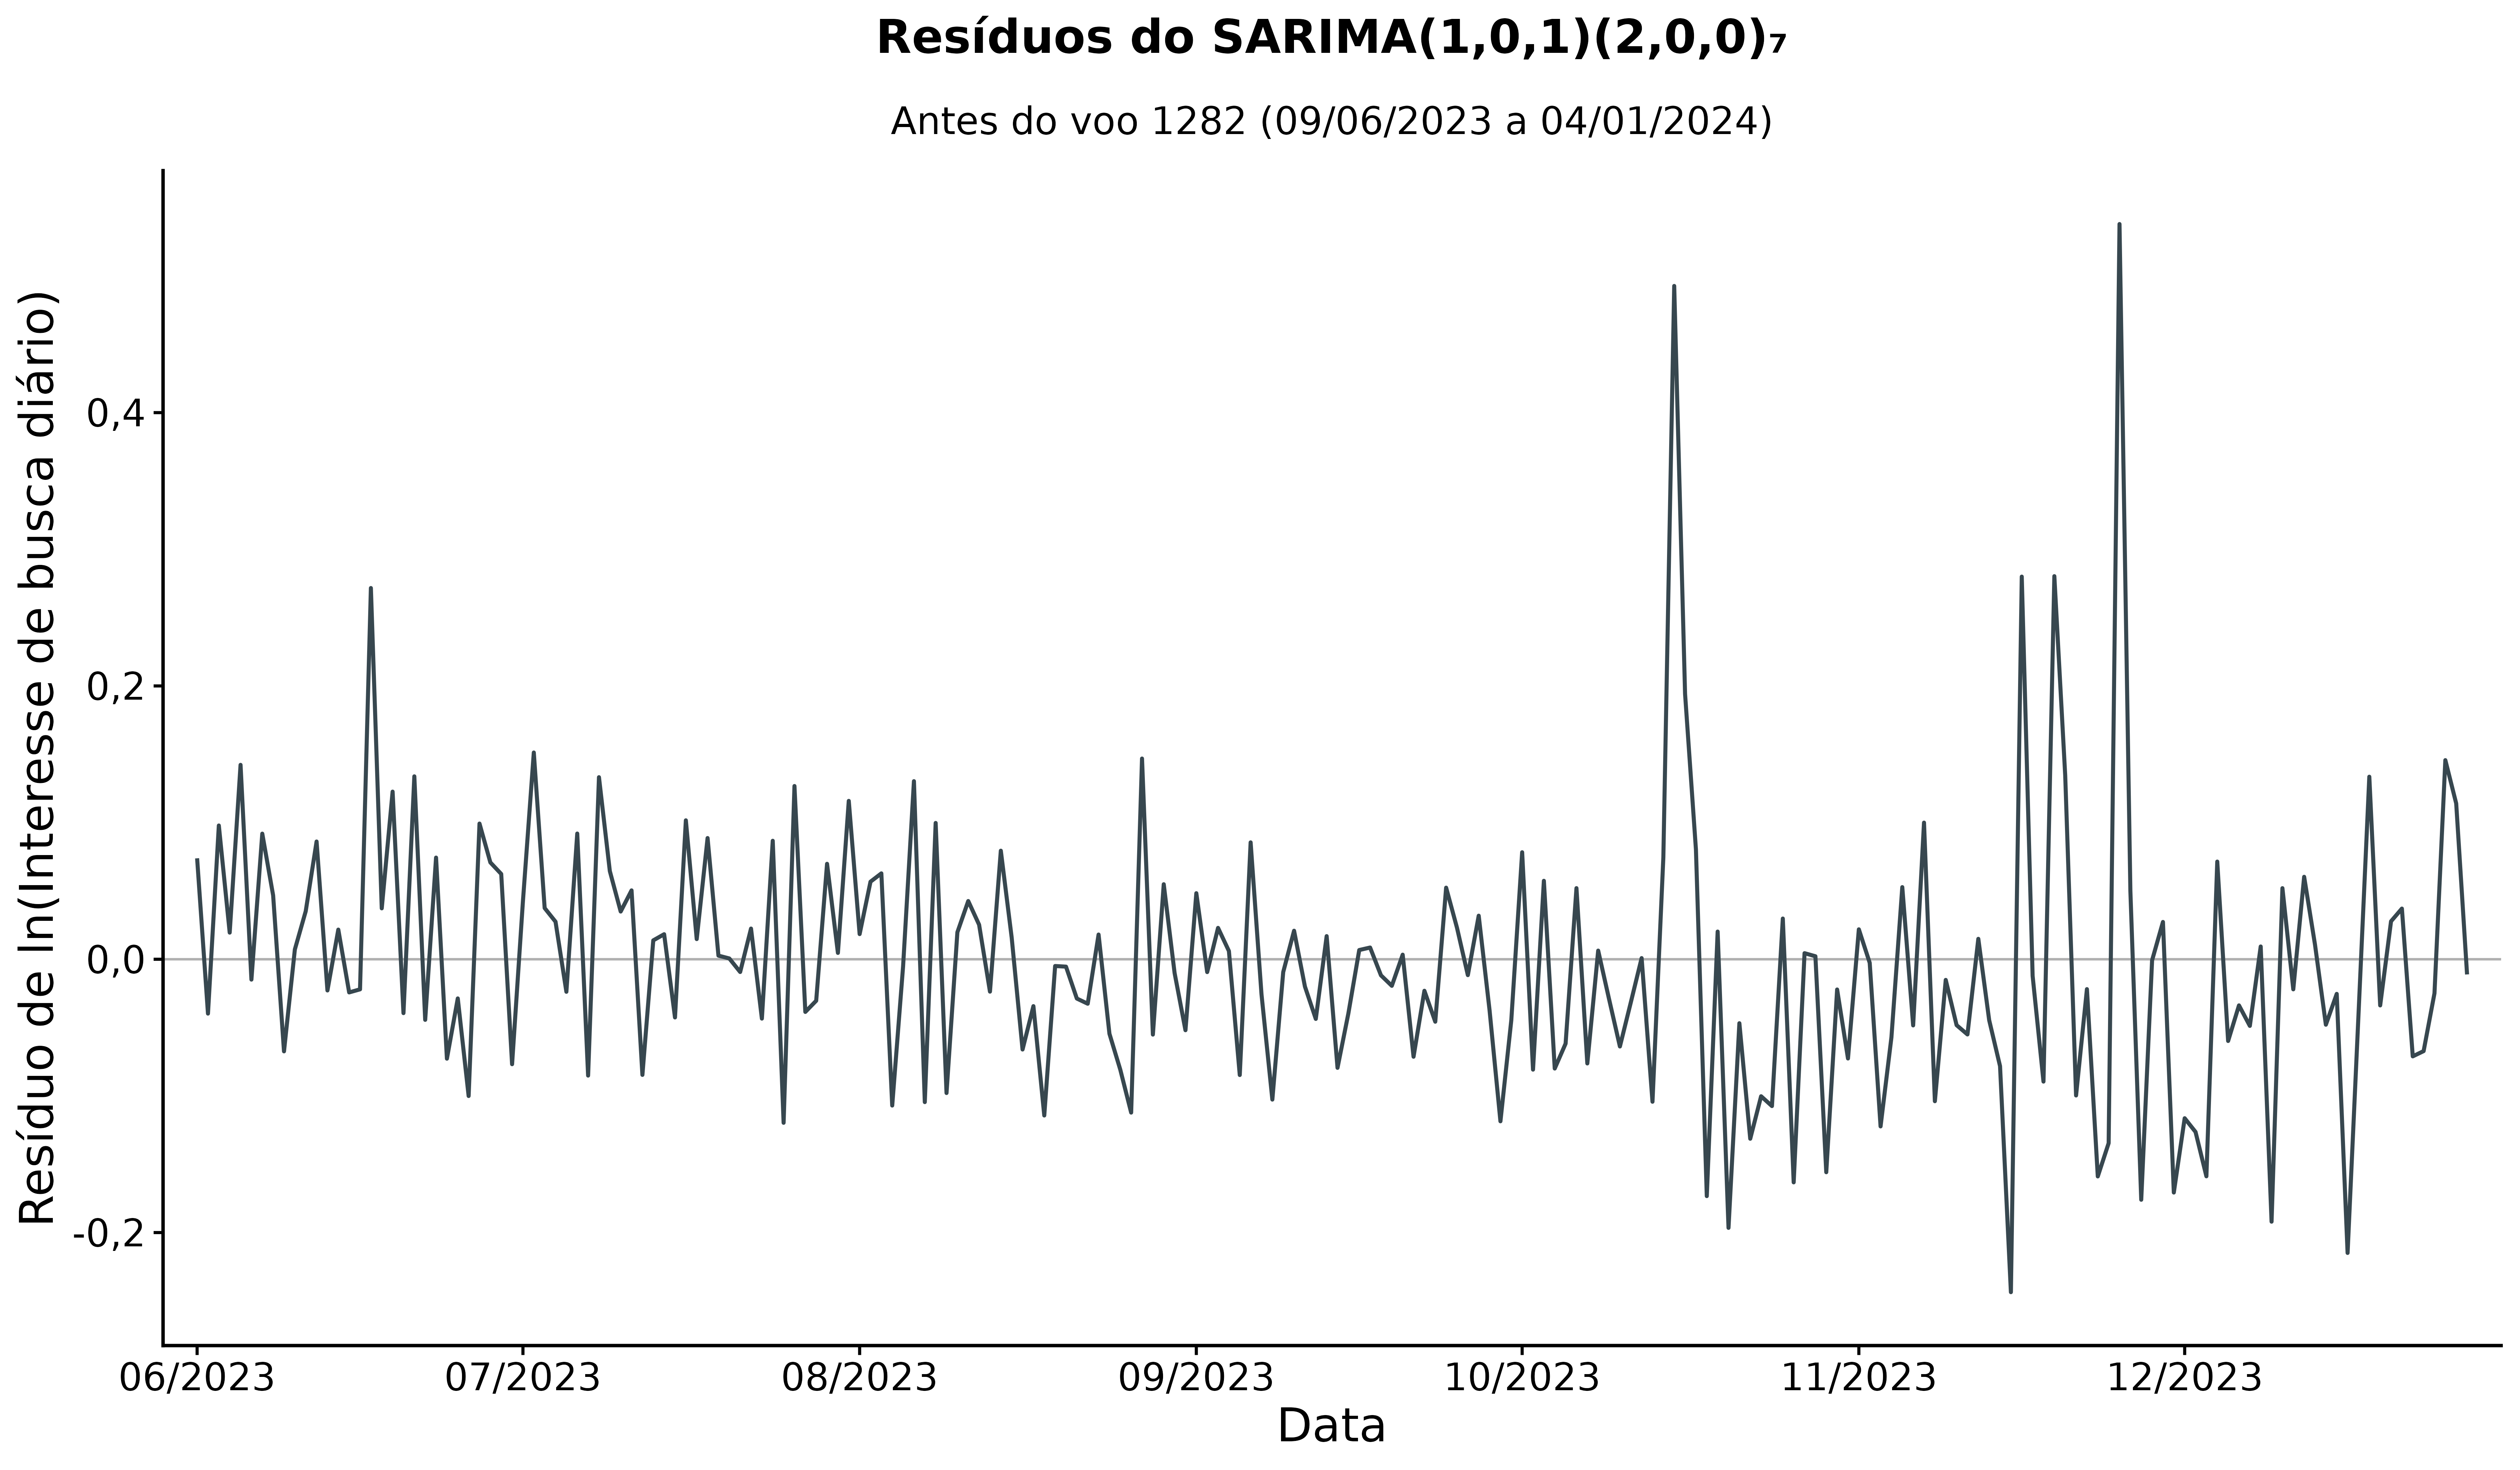 Resíduos do SARIMA(1,0,1)(2,0,0)₇
Antes do voo 1282 (09/06/2023 a 04/01/2024)
Resíduo de ln(Interesse de busca diário)
0,4
0,2
0,0
-0,2
06/2023 07/2023 08/2023 09/2023 10/2023 11/2023 12/2023
Data